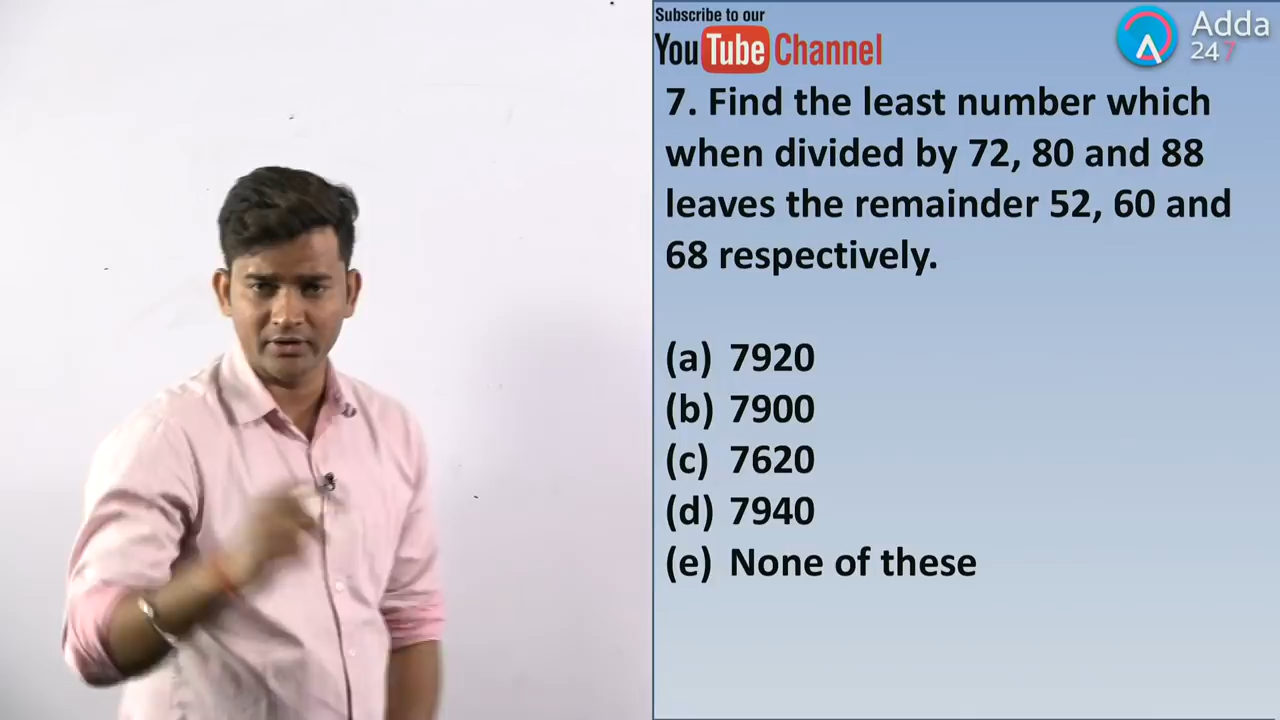 Subscribe to our
YouTube Channel
Adda
247
7. Find the least number which
when divided by 72, 80 and 88
leaves the remainder 52, 60 and
68 respectively.
(a) 7920
(b) 7900
(c) 7620
(d) 7940
(e) None of these